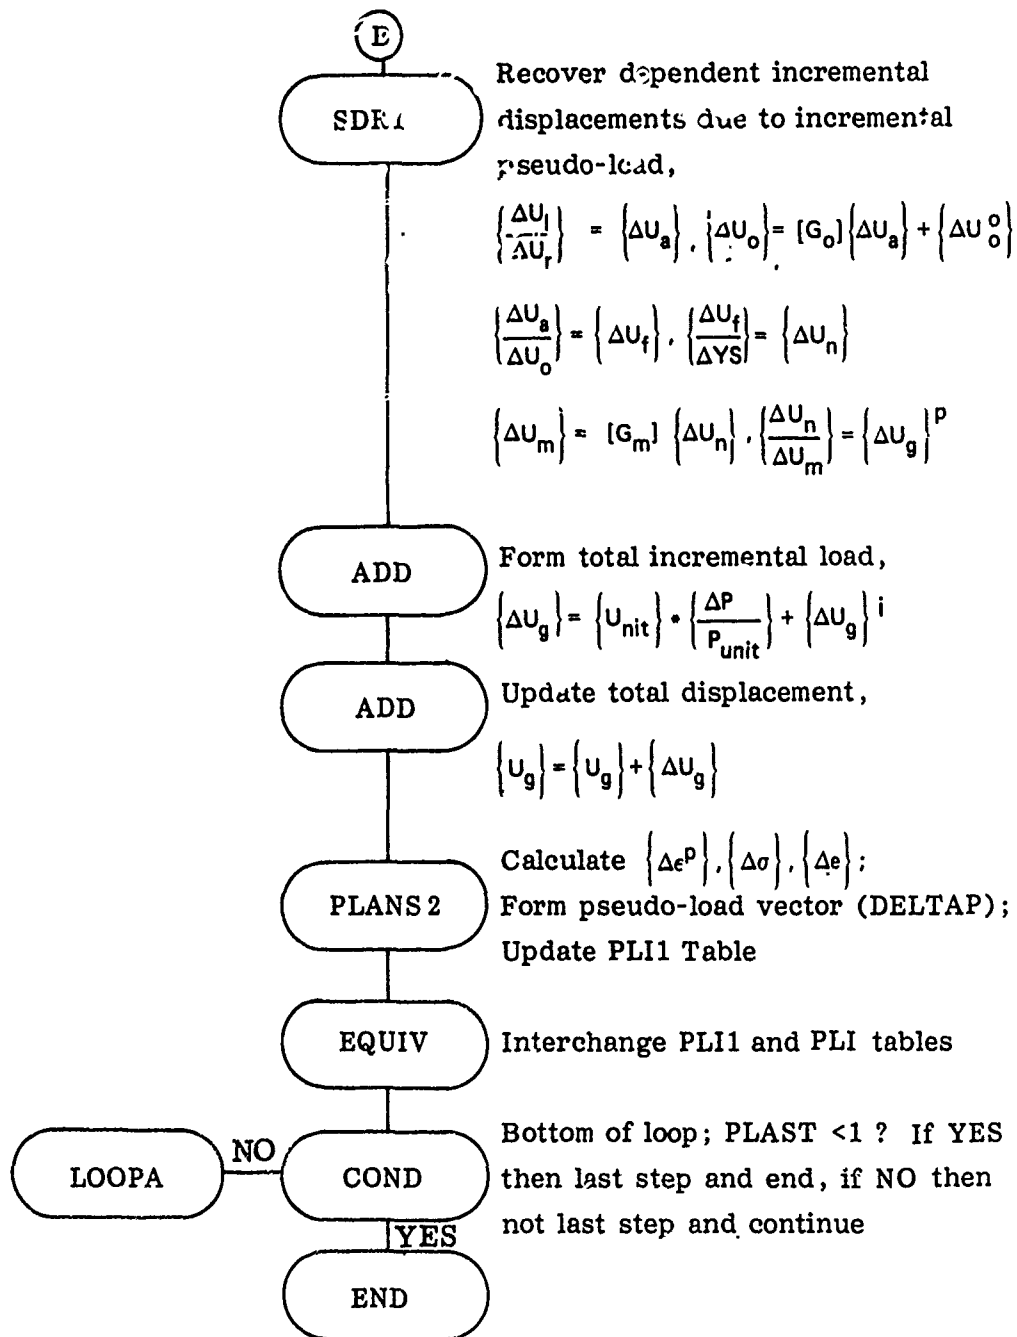 E
SDR1
Recover dependent incremental
displacements due to incremental
pseudo-load,
{ΔU_l / ΔU_r} = {ΔU_a}, {ΔU_o} = [G_o] {ΔU_a} + {ΔU_o^o}
{ΔU_a / ΔU_o} = {ΔU_f}, {ΔU_f / ΔYS} = {ΔU_n}
{ΔU_m} = [G_m] {ΔU_n}, {ΔU_n / ΔU_m} = {ΔU_g}^p
ADD
Form total incremental load,
{ΔU_g} = {U_nit} * {ΔP / P_unit} + {ΔU_g}^i
ADD
Update total displacement,
{U_g} = {U_g} + {ΔU_g}
PLANS 2
Calculate {Δε^p}, {Δσ}, {Δe};
Form pseudo-load vector (DELTAP);
Update PLI1 Table
EQUIV
Interchange PLI1 and PLI tables
LOOPA
NO
COND
Bottom of loop; PLAST <1 ? If YES
then last step and end, if NO then
not last step and continue
YES
END